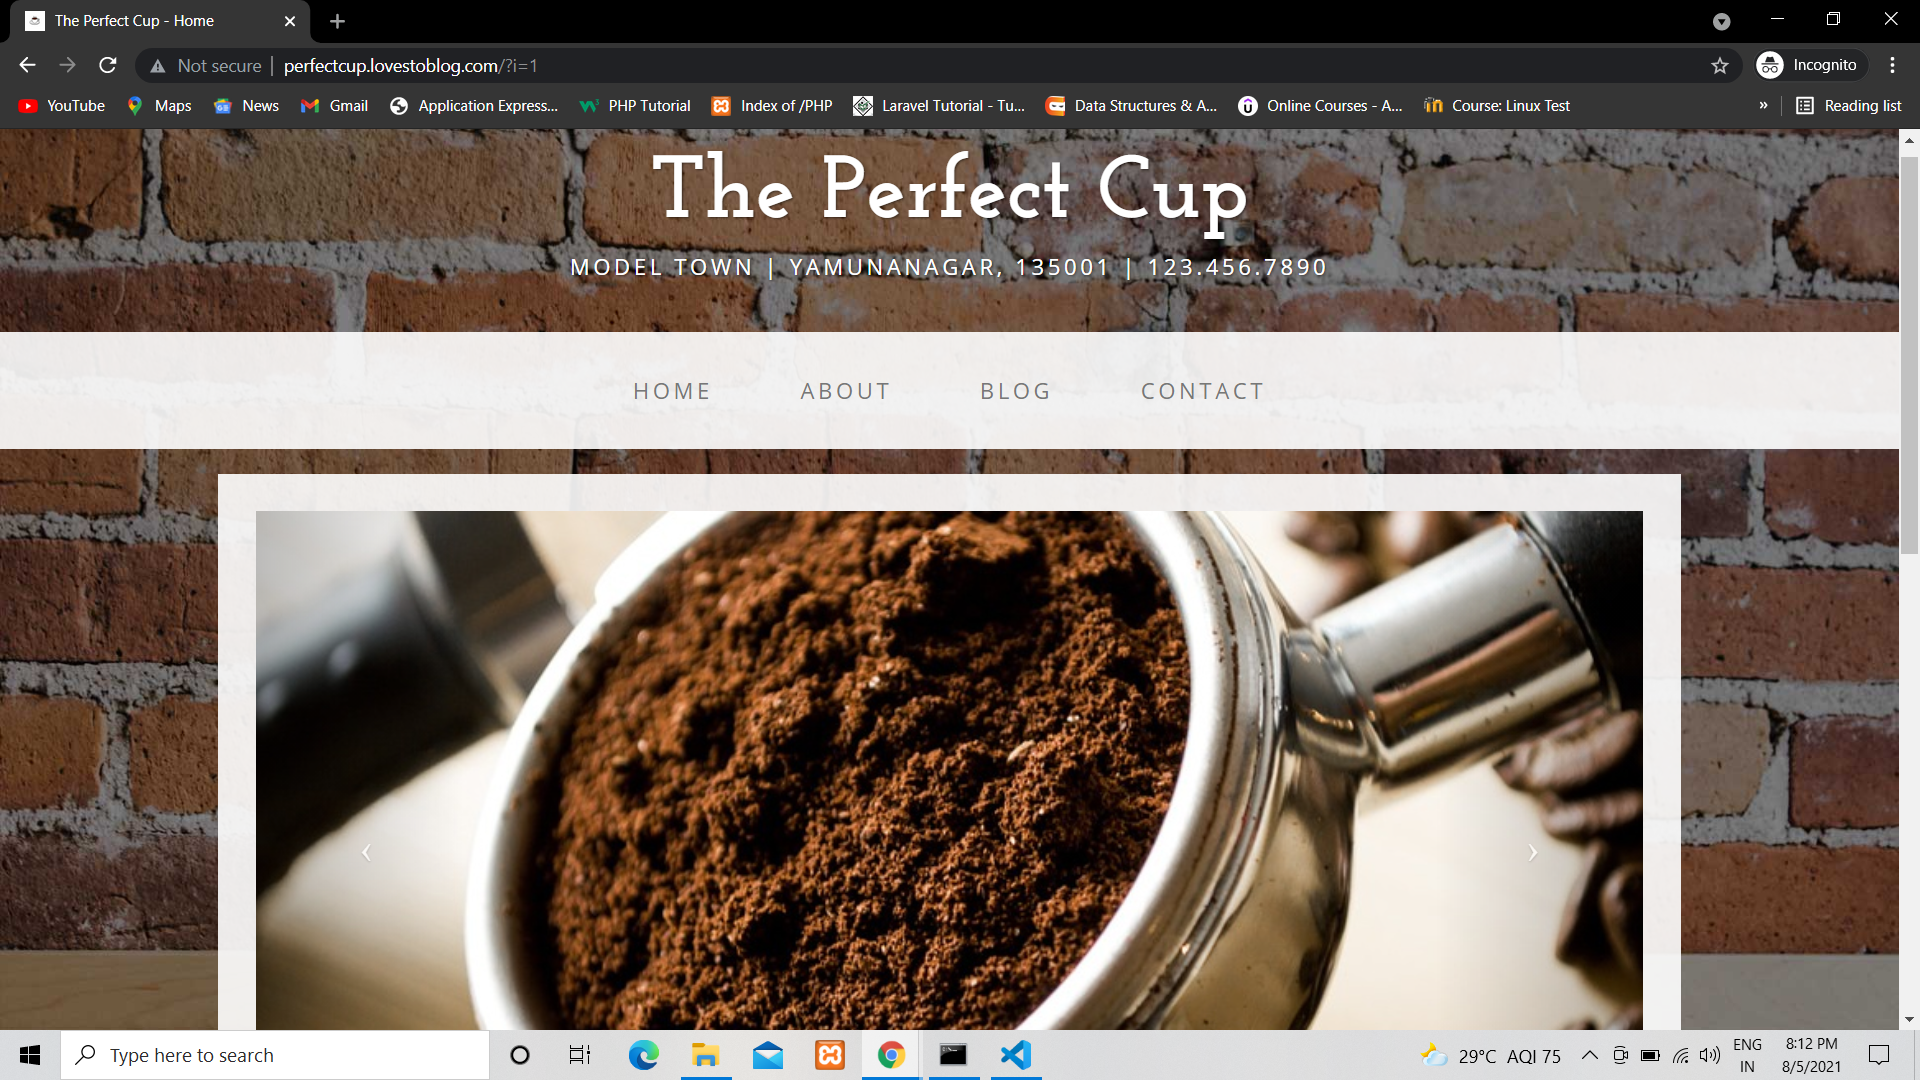 The Perfect Cup - Home
Not secure | perfectcup.lovestoblog.com/?i=1
Incognito
YouTube Maps News Gmail Application Express... PHP Tutorial Index of /PHP Laravel Tutorial - Tu... Data Structures & A... Online Courses - A... Course: Linux Test » Reading list
The Perfect Cup
MODEL TOWN | YAMUNANAGAR, 135001 | 123.456.7890
HOME ABOUT BLOG CONTACT
Type here to search
29°C AQI 75
ENG
IN
8:12 PM
8/5/2021